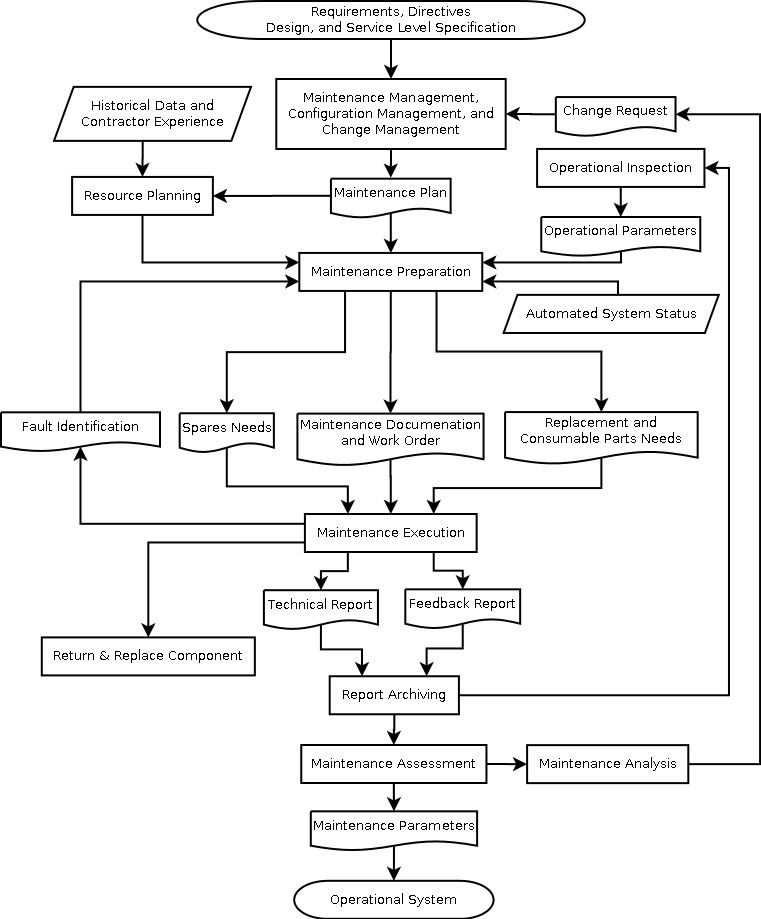 Requirements, Directives
Design, and Service Level Specification
Maintenance Management,
Configuration Management, and
Change Management
Change Request
Historical Data and
Contractor Experience
Operational Inspection
Resource Planning
Maintenance Plan
Operational Parameters
Maintenance Preparation
Automated System Status
Fault Identification
Spares Needs
Maintenance Documenation
and Work Order
Replacement and
Consumable Parts Needs
Maintenance Execution
Technical Report
Feedback Report
Return & Replace Component
Report Archiving
Maintenance Assessment
Maintenance Analysis
Maintenance Parameters
Operational System